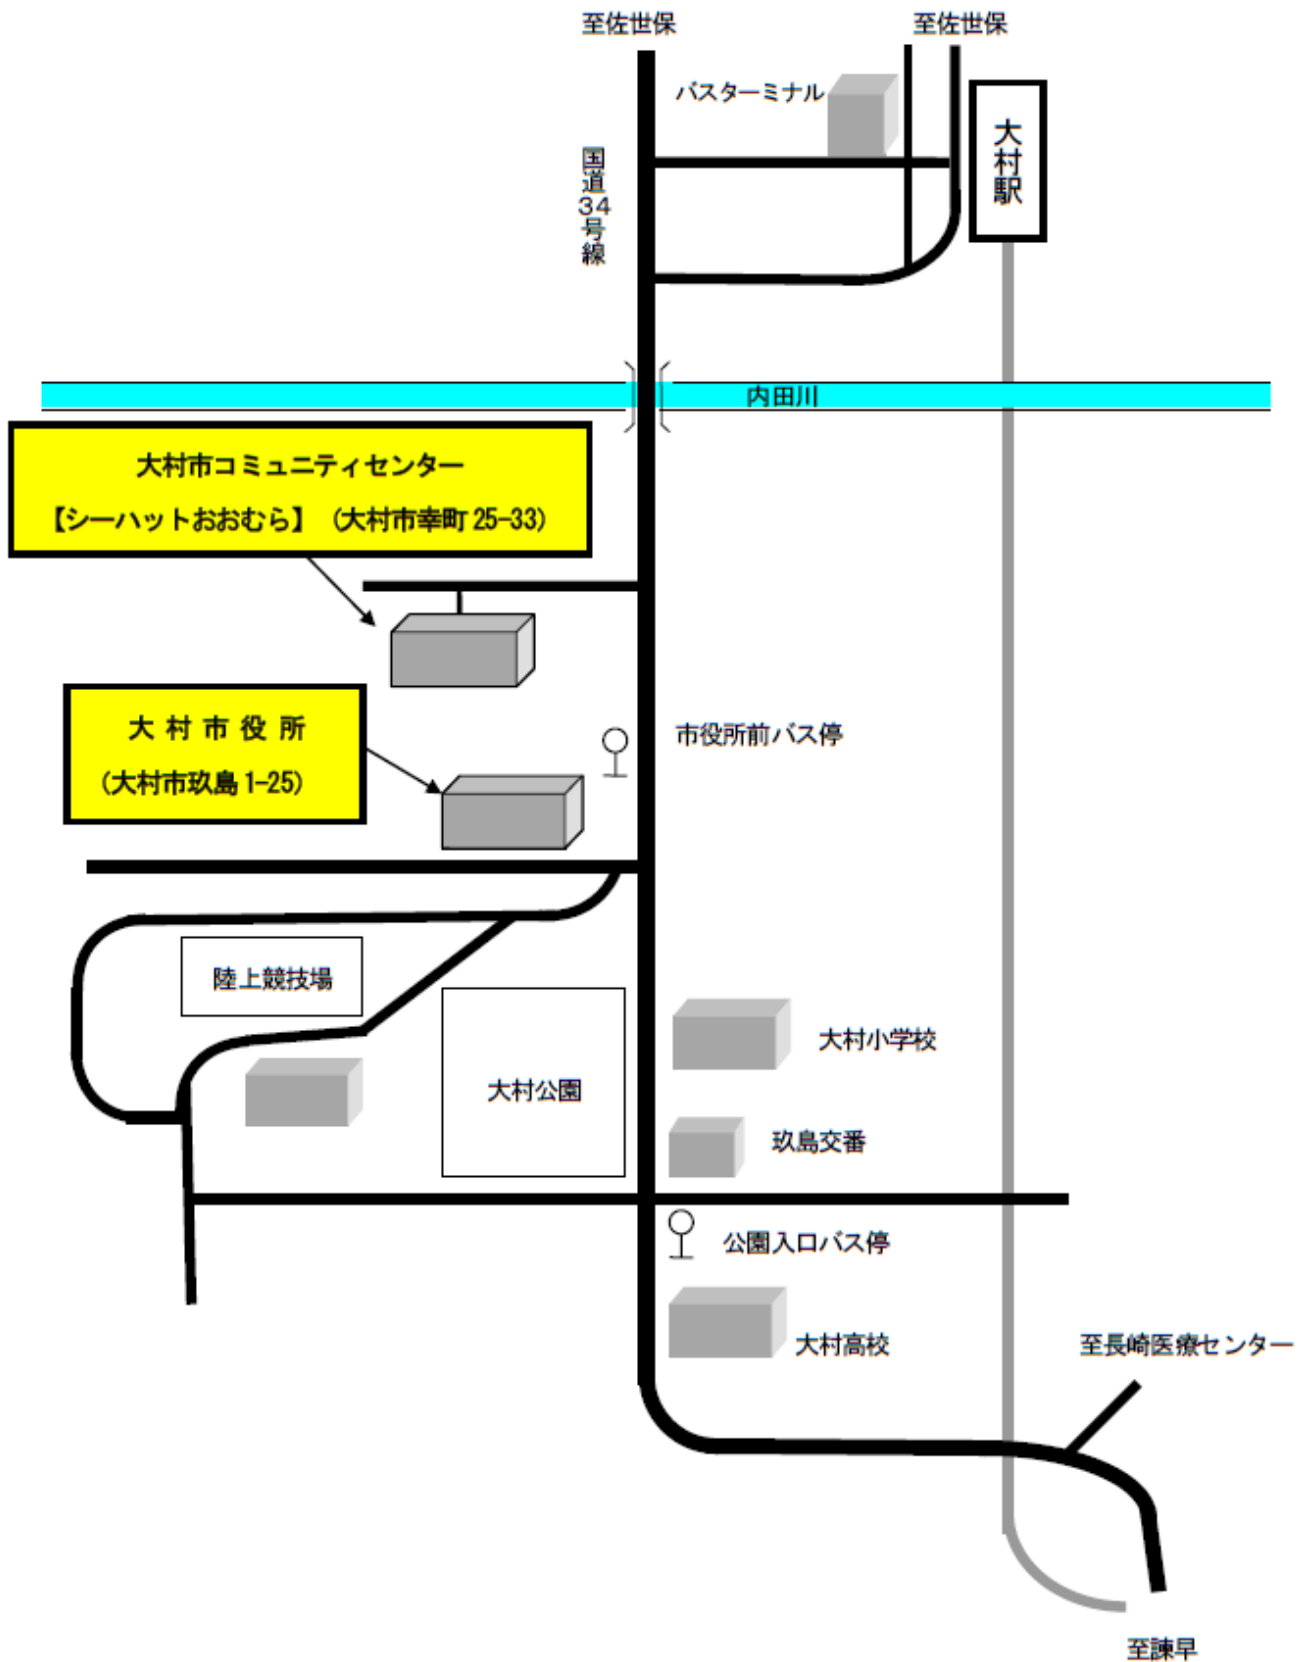 至佐世保
至佐世保
バスターミナル
大村駅
国道34号線
内田川
大村市コミュニティセンター
【シーハットおおむら】（大村市幸町25-33）
大村市役所
（大村市玖島1-25）
市役所前バス停
陸上競技場
大村小学校
大村公園
玖島交番
公園入口バス停
大村高校
至長崎医療センター
至諫早